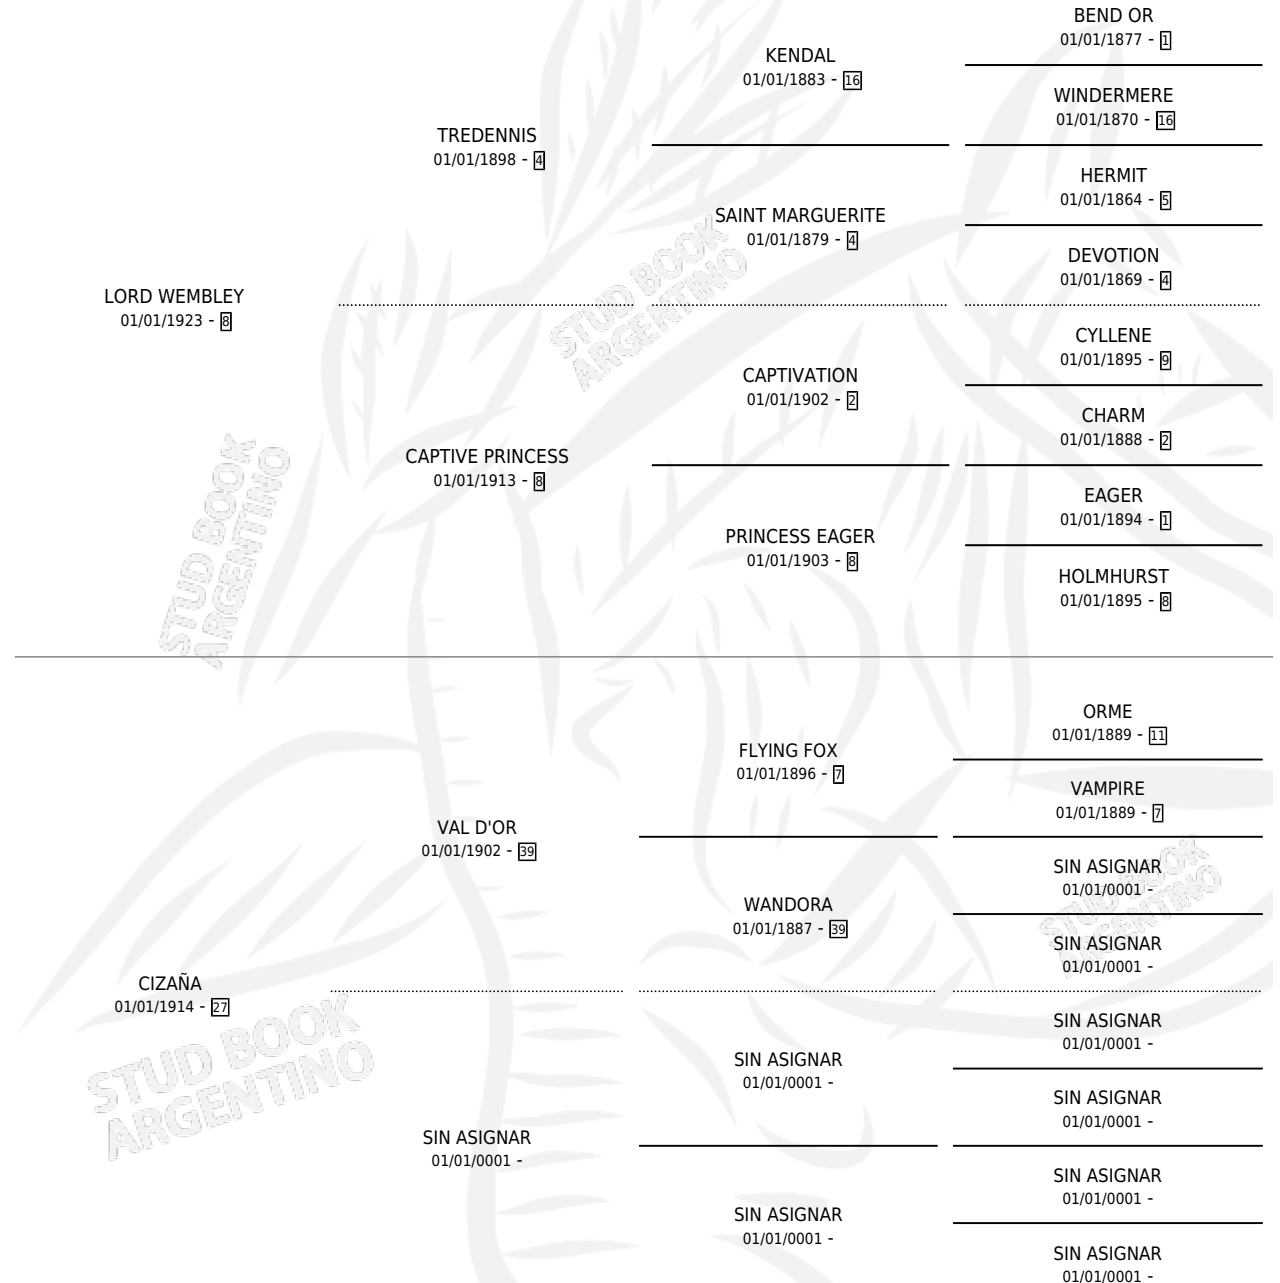 BEND OR
01/01/1877 - 1
KENDAL
01/01/1883 - 16
WINDERMERE
01/01/1870 - 16
TREDENNIS
01/01/1898 - 4
HERMIT
01/01/1864 - 5
SAINT MARGUERITE
01/01/1879 - 4
DEVOTION
01/01/1869 - 4
LORD WEMBLEY
01/01/1923 - 8
CYLLENE
01/01/1895 - 9
CAPTIVATION
01/01/1902 - 2
CHARM
01/01/1888 - 2
CAPTIVE PRINCESS
01/01/1913 - 8
EAGER
01/01/1894 - 1
PRINCESS EAGER
01/01/1903 - 8
HOLMHURST
01/01/1895 - 8
STUD BOOK
ARGENTINO
STUD BOOK
ARGENTINO
ORME
01/01/1889 - 11
FLYING FOX
01/01/1896 - 7
VAMPIRE
01/01/1889 - 7
VAL D'OR
01/01/1902 - 39
SIN ASIGNAR
01/01/0001 -
WANDORA
01/01/1887 - 39
SIN ASIGNAR
01/01/0001 -
CIZAÑA
01/01/1914 - 27
SIN ASIGNAR
01/01/0001 -
SIN ASIGNAR
01/01/0001 -
SIN ASIGNAR
01/01/0001 -
SIN ASIGNAR
01/01/0001 -
SIN ASIGNAR
01/01/0001 -
SIN ASIGNAR
01/01/0001 -
SIN ASIGNAR
01/01/0001 -
STUD BOOK
ARGENTINO
STUD BOOK
ARGENTINO